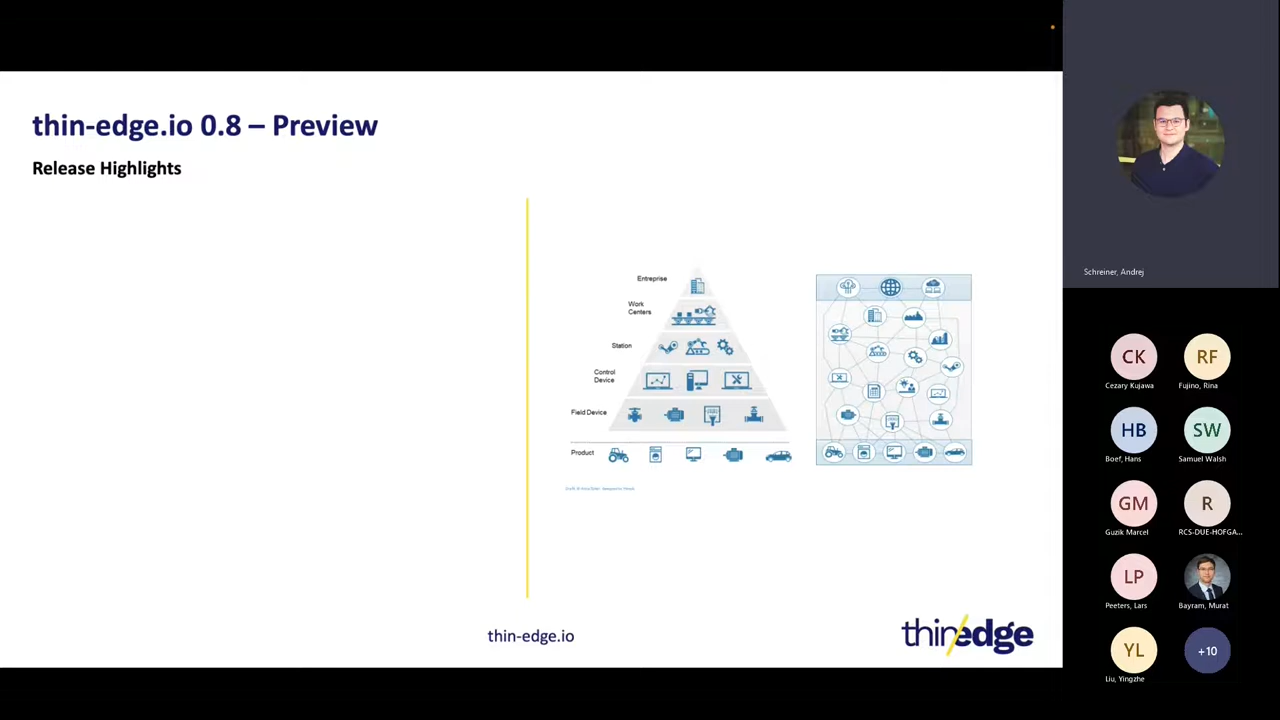 thin-edge.io 0.8 – Preview
Release Highlights
Entreprise
Work
Centers
Station
Control
Device
Field Device
Product
thin-edge.io
thin/edge
Schreiner, Andrej
CK
Cezary Kujawa
RF
Fujino, Rina
HB
Boef, Hans
SW
Samuel Walsh
GM
Guzik Marcel
R
RCS-DUE-HOFGA...
LP
Peeters, Lars
Bayram, Murat
YL
Liu, Yingzhe
+10